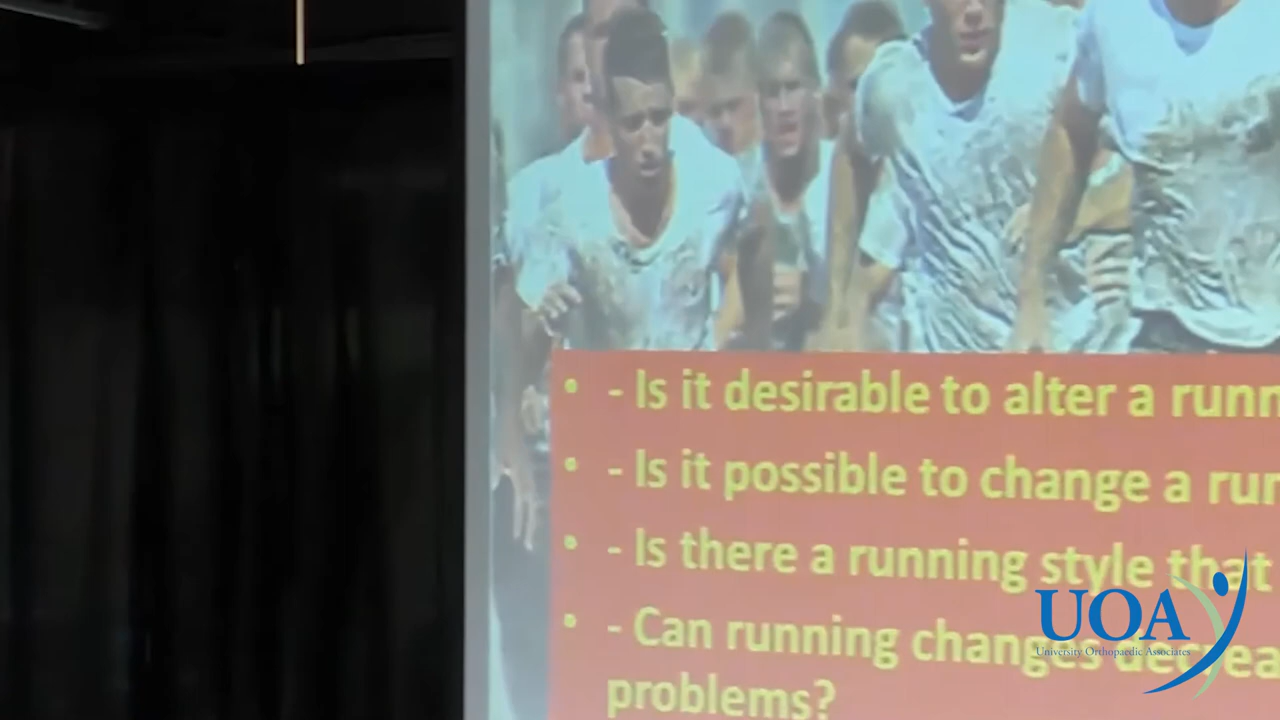 • - Is it desirable to alter a
• - Is it possible to change a
• - Is there a running style that
• - Can running changes
problems?
UOA
University Orthopaedic Associates